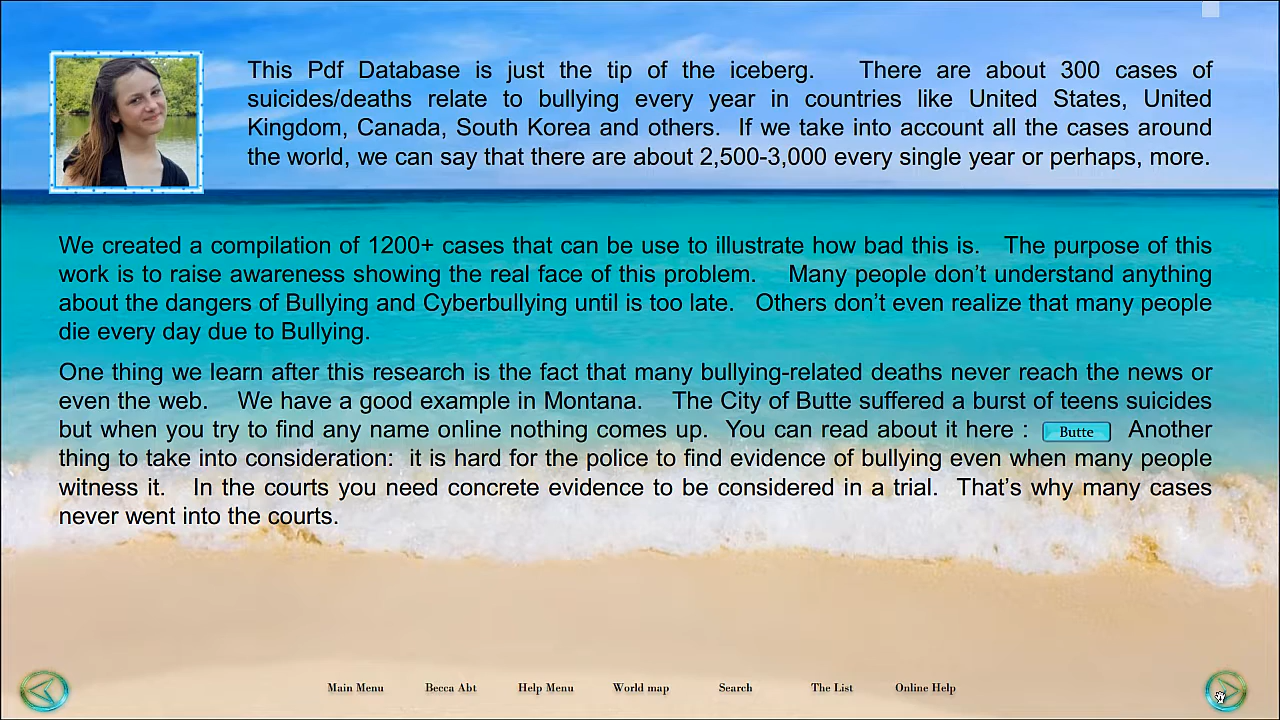 This Pdf Database is just the tip of the iceberg. There are about 300 cases of
suicides/deaths relate to bullying every year in countries like United States, United
Kingdom, Canada, South Korea and others. If we take into account all the cases around
the world, we can say that there are about 2,500-3,000 every single year or perhaps, more.
We created a compilation of 1200+ cases that can be use to illustrate how bad this is. The purpose of this
work is to raise awareness showing the real face of this problem. Many people don’t understand anything
about the dangers of Bullying and Cyberbullying until is too late. Others don’t even realize that many people
die every day due to Bullying.
One thing we learn after this research is the fact that many bullying-related deaths never reach the news or
even the web. We have a good example in Montana. The City of Butte suffered a burst of teens suicides
but when you try to find any name online nothing comes up. You can read about it here : Butte Another
thing to take into consideration: it is hard for the police to find evidence of bullying even when many people
witness it. In the courts you need concrete evidence to be considered in a trial. That’s why many cases
never went into the courts.
Main Menu Becca Abt Help Menu World map Search The List Online Help